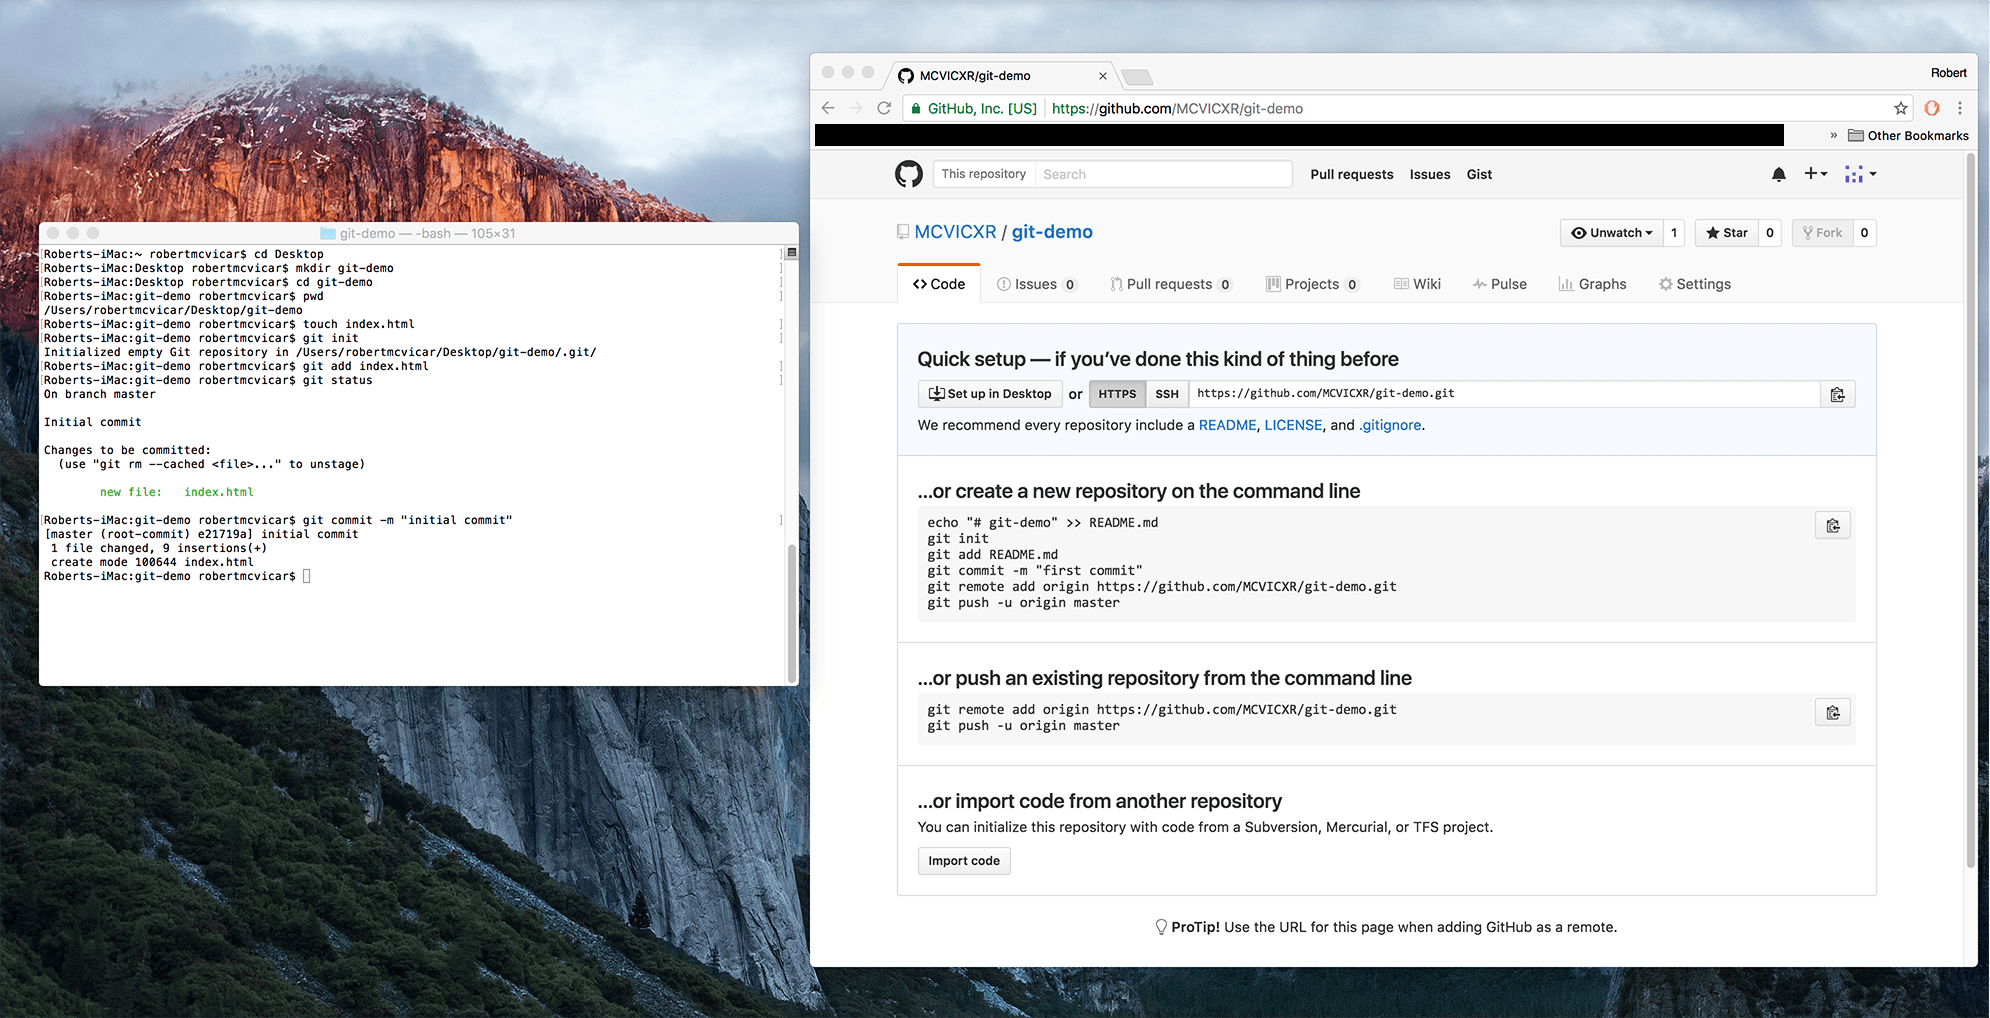 git-demo — -bash — 105×31
Roberts-iMac:~ robertmcvicar$ cd Desktop
Roberts-iMac:Desktop robertmcvicar$ mkdir git-demo
Roberts-iMac:Desktop robertmcvicar$ cd git-demo
Roberts-iMac:git-demo robertmcvicar$ pwd
/Users/robertmcvicar/Desktop/git-demo
Roberts-iMac:git-demo robertmcvicar$ touch index.html
Roberts-iMac:git-demo robertmcvicar$ git init
Initialized empty Git repository in /Users/robertmcvicar/Desktop/git-demo/.git/
Roberts-iMac:git-demo robertmcvicar$ git add index.html
Roberts-iMac:git-demo robertmcvicar$ git status
On branch master
Initial commit
Changes to be committed:
(use "git rm --cached <file>..." to unstage)
new file: index.html
Roberts-iMac:git-demo robertmcvicar$ git commit -m "initial commit"
[master (root-commit) e21719a] initial commit
1 file changed, 9 insertions(+)
create mode 100644 index.html
Roberts-iMac:git-demo robertmcvicar$
MCVICXR/git-demo × Robert
GitHub, Inc. [US] https://github.com/MCVICXR/git-demo
» Other Bookmarks
This repository Search Pull requests Issues Gist
MCVICXR / git-demo Unwatch 1 Star 0 Fork 0
<> Code Issues 0 Pull requests 0 Projects 0 Wiki Pulse Graphs Settings
Quick setup — if you’ve done this kind of thing before
Set up in Desktop or HTTPS SSH https://github.com/MCVICXR/git-demo.git
We recommend every repository include a README, LICENSE, and .gitignore.
…or create a new repository on the command line
echo "# git-demo" >> README.md
git init
git add README.md
git commit -m "first commit"
git remote add origin https://github.com/MCVICXR/git-demo.git
git push -u origin master
…or push an existing repository from the command line
git remote add origin https://github.com/MCVICXR/git-demo.git
git push -u origin master
…or import code from another repository
You can initialize this repository with code from a Subversion, Mercurial, or TFS project.
Import code
ProTip! Use the URL for this page when adding GitHub as a remote.